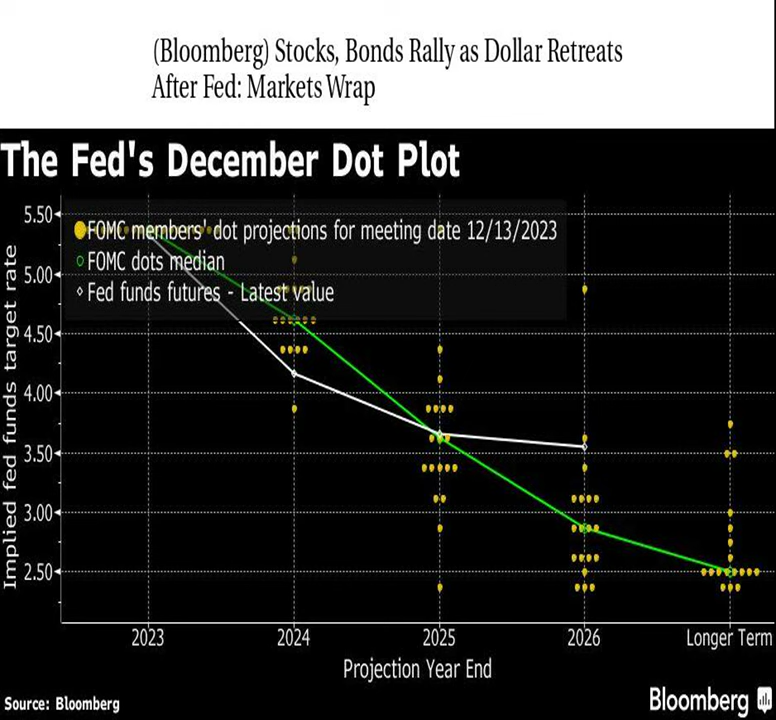 (Bloomberg) Stocks, Bonds Rally as Dollar Retreats
After Fed: Markets Wrap
The Fed's December Dot Plot
FOMC members' dot projections for meeting date 12/13/2023
FOMC dots median
Fed funds futures - Latest value
Implied fed funds target rate
5.50
5.00
4.50
4.00
3.50
3.00
2.50
2023 2024 2025 2026 Longer Term
Projection Year End
Source: Bloomberg
Bloomberg